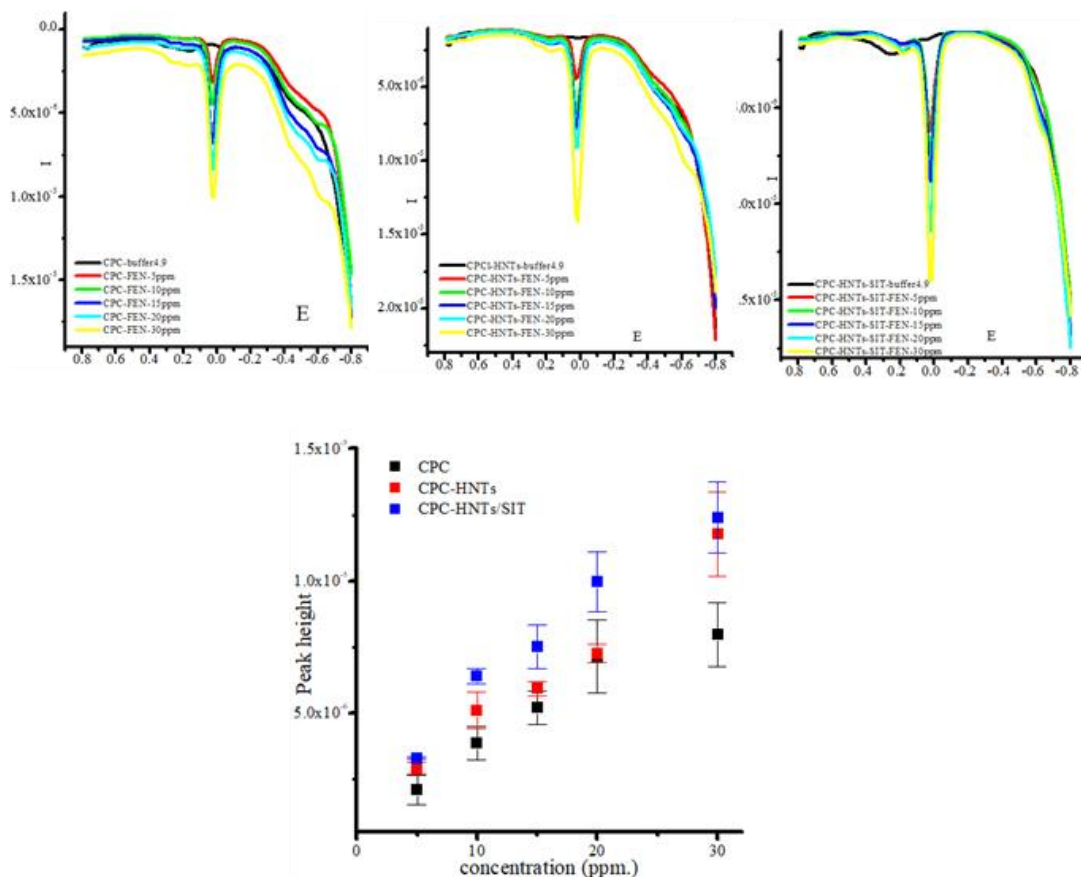 0.0
5.0x10⁻⁶
1.0x10⁻⁵
1.5x10⁻⁵
I
CPC-buffer4.9
CPC-FEN-5ppm
CPC-FEN-10ppm
CPC-FEN-15ppm
CPC-FEN-20ppm
CPC-FEN-30ppm
E
0.8 0.6 0.4 0.2 0.0 -0.2 -0.4 -0.6 -0.8
5.0x10⁻⁶
1.0x10⁻⁵
2.0x10⁻⁵
I
CPCl-HNTs-buffer4.9
CPC-HNTs-FEN-5ppm
CPC-HNTs-FEN-10ppm
CPC-HNTs-FEN-15ppm
CPC-HNTs-FEN-20ppm
CPC-HNTs-FEN-30ppm
E
0.8 0.6 0.4 0.2 0.0 -0.2 -0.4 -0.6 -0.8
I
CPC-HNTs-SIT-buffer4.9
CPC-HNTs-SIT-FEN-5ppm
CPC-HNTs-SIT-FEN-10ppm
CPC-HNTs-SIT-FEN-15ppm
CPC-HNTs-SIT-FEN-20ppm
CPC-HNTs-SIT-FEN-30ppm
E
0.8 0.6 0.4 0.2 0.0 -0.2 -0.4 -0.6 -0.8
1.5x10⁻⁵
1.0x10⁻⁵
5.0x10⁻⁶
Peak height
CPC
CPC-HNTs
CPC-HNTs/SIT
0 10 20 30
concentration (ppm.)